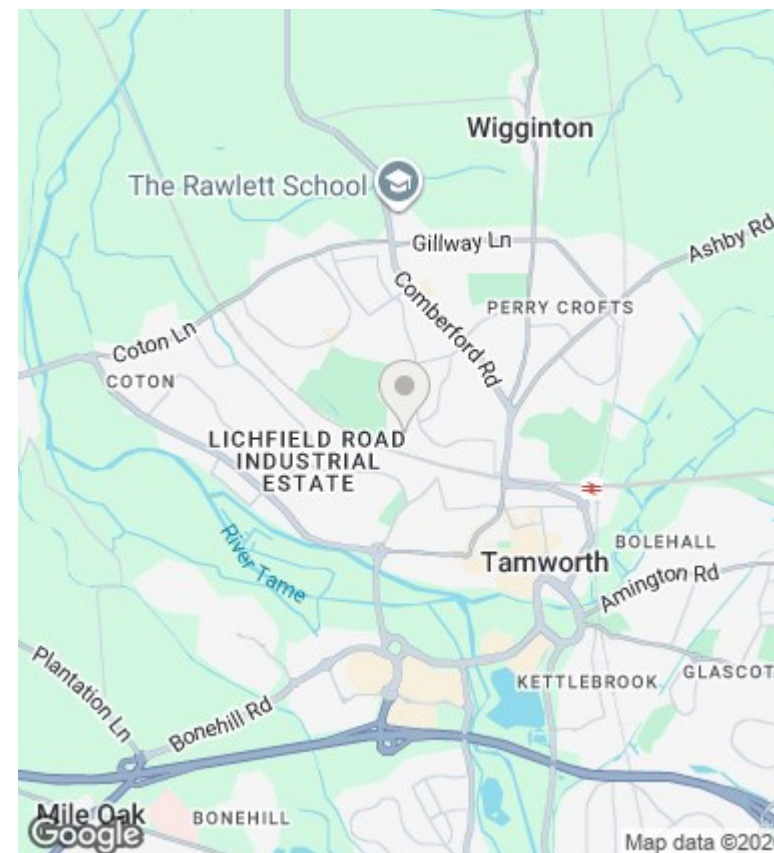 Wigginton
The Rawlett School
Gillway Ln
Ashby Rd
Comberford Rd
PERRY CROFTS
Coton Ln
COTON
LICHFIELD ROAD
INDUSTRIAL
ESTATE
River Tame
Tamworth
BOLEHALL
Amington Rd
Plantation Ln
KETTLEBROOK
GLASCOT
Bonehill Rd
Mile Oak
BONEHILL
Google
Map data ©202